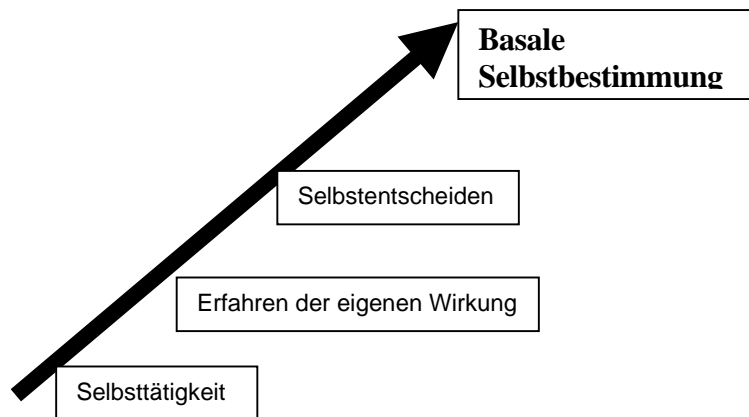 Basale
Selbstbestimmung
Selbstentscheiden
Erfahren der eigenen Wirkung
Selbsttätigkeit